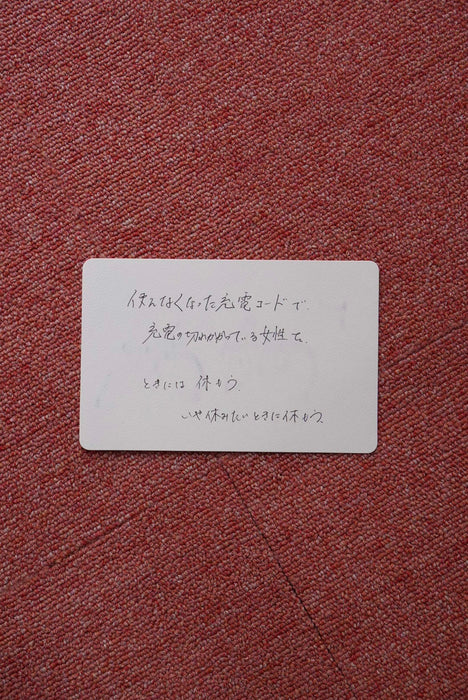 使えなくなった充電コードで、
充電の切れかかっている女性を、
ときには 休もう。
いや休みたいときに休もう。